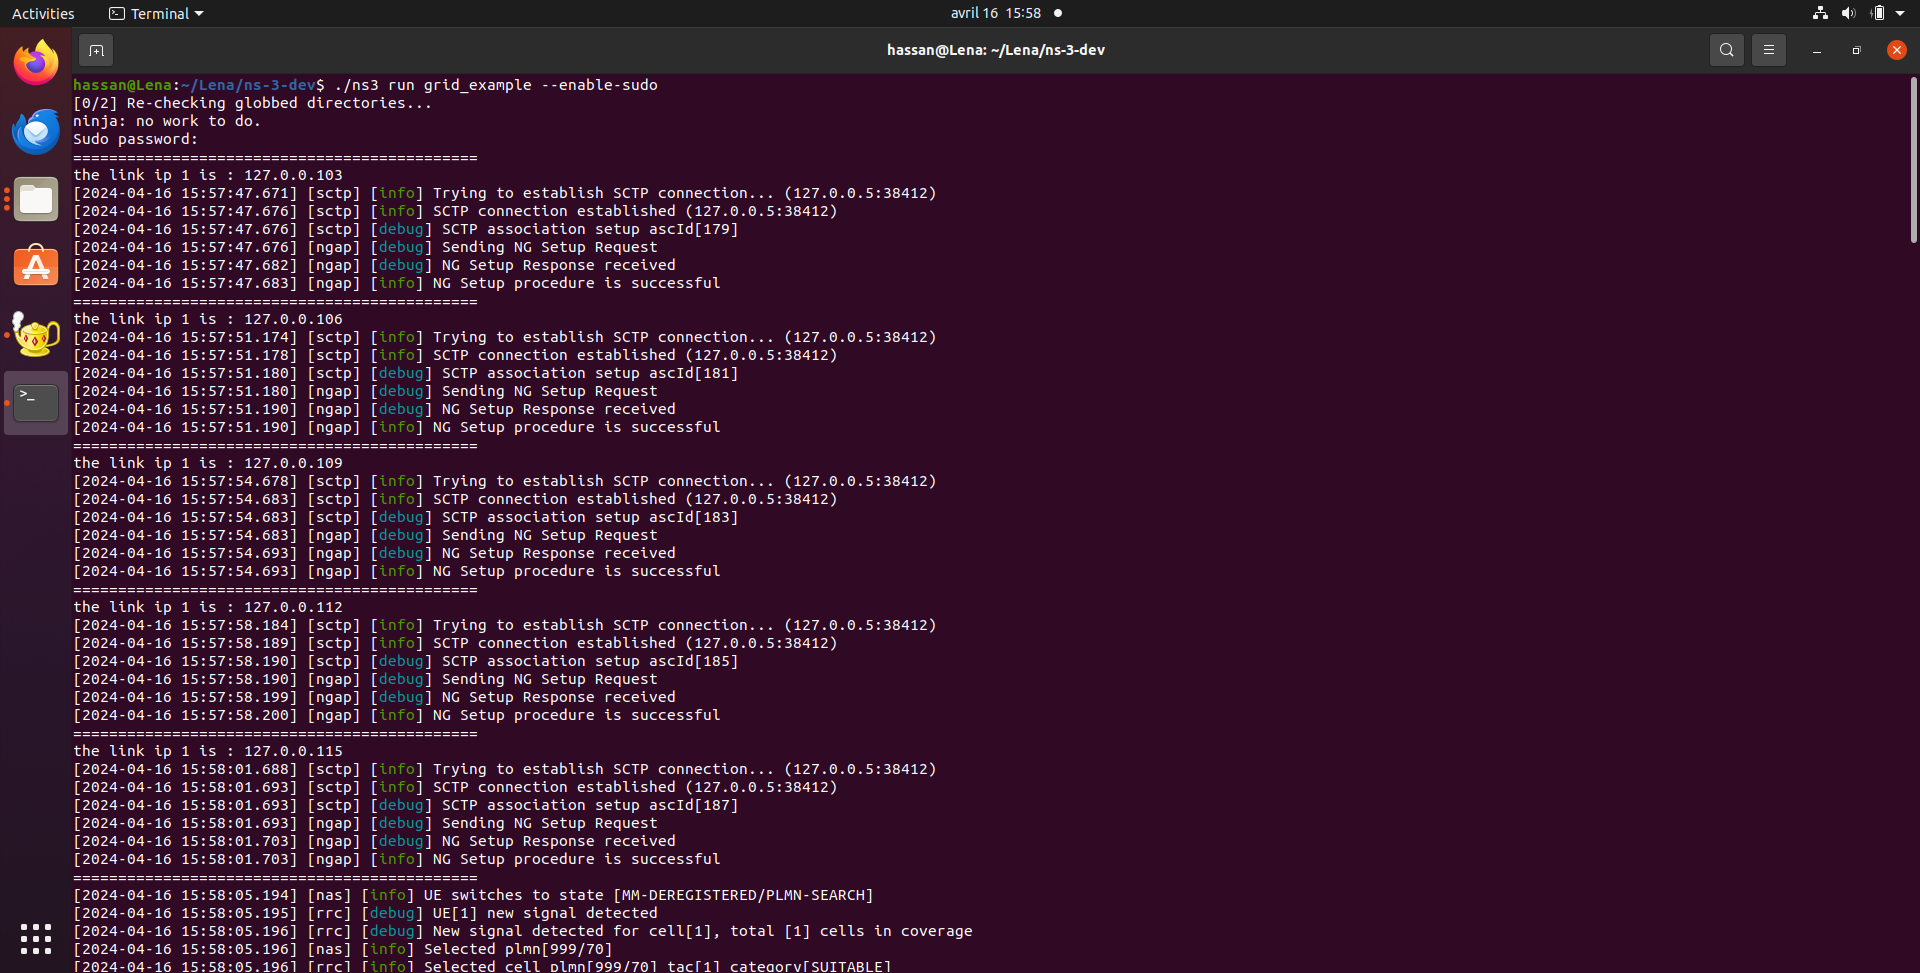 Activities
Terminal
avril 16 15:58
hassan@Lena: ~/Lena/ns-3-dev
hassan@Lena:~/Lena/ns-3-dev$ ./ns3 run grid_example --enable-sudo
[0/2] Re-checking globbed directories...
ninja: no work to do.
Sudo password:
=============================================
the link ip 1 is : 127.0.0.103
[2024-04-16 15:57:47.671] [sctp] [info] Trying to establish SCTP connection... (127.0.0.5:38412)
[2024-04-16 15:57:47.676] [sctp] [info] SCTP connection established (127.0.0.5:38412)
[2024-04-16 15:57:47.676] [sctp] [debug] SCTP association setup ascId[179]
[2024-04-16 15:57:47.676] [ngap] [debug] Sending NG Setup Request
[2024-04-16 15:57:47.682] [ngap] [debug] NG Setup Response received
[2024-04-16 15:57:47.683] [ngap] [info] NG Setup procedure is successful
=============================================
the link ip 1 is : 127.0.0.106
[2024-04-16 15:57:51.174] [sctp] [info] Trying to establish SCTP connection... (127.0.0.5:38412)
[2024-04-16 15:57:51.178] [sctp] [info] SCTP connection established (127.0.0.5:38412)
[2024-04-16 15:57:51.180] [sctp] [debug] SCTP association setup ascId[181]
[2024-04-16 15:57:51.180] [ngap] [debug] Sending NG Setup Request
[2024-04-16 15:57:51.190] [ngap] [debug] NG Setup Response received
[2024-04-16 15:57:51.190] [ngap] [info] NG Setup procedure is successful
=============================================
the link ip 1 is : 127.0.0.109
[2024-04-16 15:57:54.678] [sctp] [info] Trying to establish SCTP connection... (127.0.0.5:38412)
[2024-04-16 15:57:54.683] [sctp] [info] SCTP connection established (127.0.0.5:38412)
[2024-04-16 15:57:54.683] [sctp] [debug] SCTP association setup ascId[183]
[2024-04-16 15:57:54.683] [ngap] [debug] Sending NG Setup Request
[2024-04-16 15:57:54.693] [ngap] [debug] NG Setup Response received
[2024-04-16 15:57:54.693] [ngap] [info] NG Setup procedure is successful
=============================================
the link ip 1 is : 127.0.0.112
[2024-04-16 15:57:58.184] [sctp] [info] Trying to establish SCTP connection... (127.0.0.5:38412)
[2024-04-16 15:57:58.189] [sctp] [info] SCTP connection established (127.0.0.5:38412)
[2024-04-16 15:57:58.190] [sctp] [debug] SCTP association setup ascId[185]
[2024-04-16 15:57:58.190] [ngap] [debug] Sending NG Setup Request
[2024-04-16 15:57:58.199] [ngap] [debug] NG Setup Response received
[2024-04-16 15:57:58.200] [ngap] [info] NG Setup procedure is successful
=============================================
the link ip 1 is : 127.0.0.115
[2024-04-16 15:58:01.688] [sctp] [info] Trying to establish SCTP connection... (127.0.0.5:38412)
[2024-04-16 15:58:01.693] [sctp] [info] SCTP connection established (127.0.0.5:38412)
[2024-04-16 15:58:01.693] [sctp] [debug] SCTP association setup ascId[187]
[2024-04-16 15:58:01.693] [ngap] [debug] Sending NG Setup Request
[2024-04-16 15:58:01.703] [ngap] [debug] NG Setup Response received
[2024-04-16 15:58:01.703] [ngap] [info] NG Setup procedure is successful
=============================================
[2024-04-16 15:58:05.194] [nas] [info] UE switches to state [MM-DEREGISTERED/PLMN-SEARCH]
[2024-04-16 15:58:05.195] [rrc] [debug] UE[1] new signal detected
[2024-04-16 15:58:05.196] [rrc] [debug] New signal detected for cell[1], total [1] cells in coverage
[2024-04-16 15:58:05.196] [nas] [info] Selected plmn[999/70]
[2024-04-16 15:58:05.196] [rrc] [info] Selected cell plmn[999/70] tac[1] category[SUITABLE]